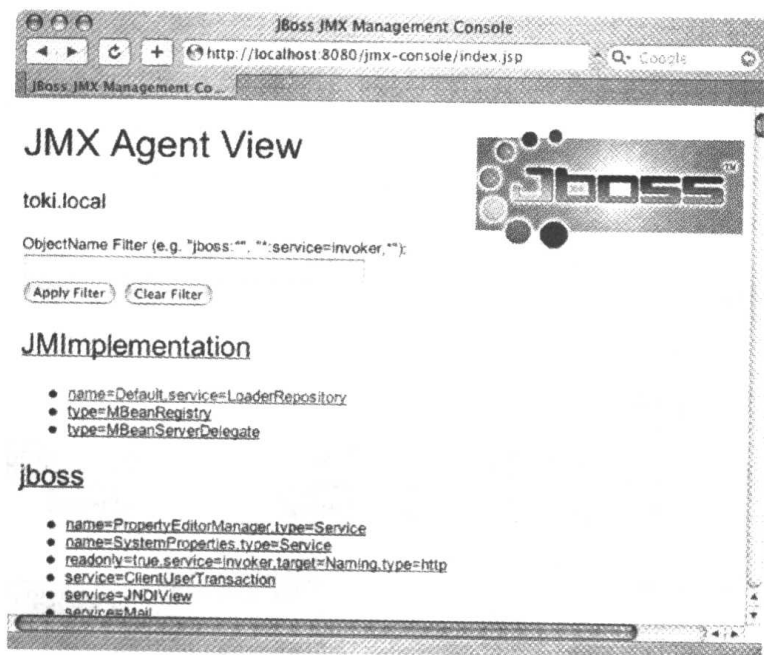 JBoss JMX Management Console
http://localhost:8080/jmx-console/index.jsp
Q- Google
JBoss JMX Management Co...
JMX Agent View
Jboss™
toki.local
ObjectName Filter (e.g. "jboss:*", "*:service=invoker,*"):
Apply Filter Clear Filter
JMImplementation
• name=Default,service=LoaderRepository
• type=MBeanRegistry
• type=MBeanServerDelegate
jboss
• name=PropertyEditorManager,type=Service
• name=SystemProperties,type=Service
• readonly=true,service=invoker,target=Naming,type=http
• service=ClientUserTransaction
• service=JNDIView
• service=Mail